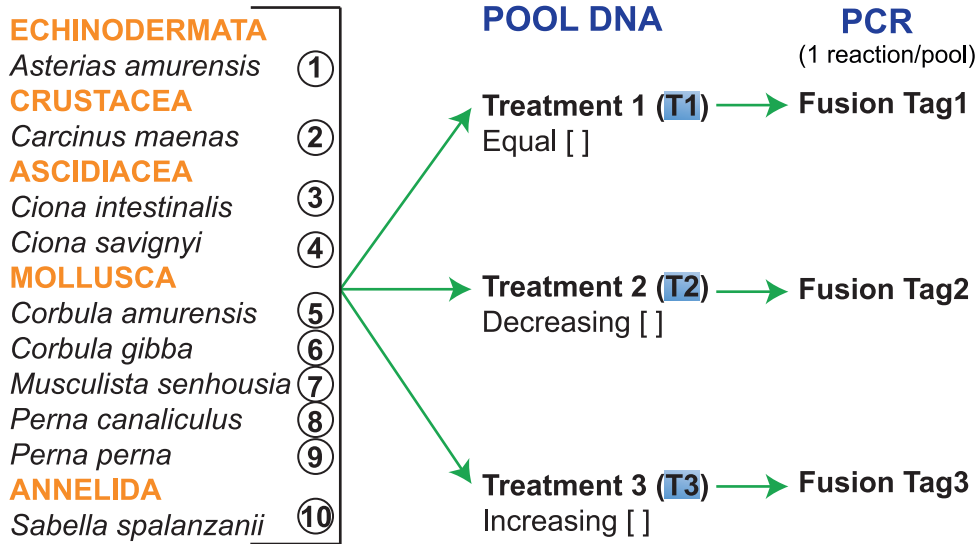 ECHINODERMATA
Asterias amurensis 1
CRUSTACEA
Carcinus maenas 2
ASCIDIACEA
Ciona intestinalis 3
Ciona savignyi 4
MOLLUSCA
Corbula amurensis 5
Corbula gibba 6
Musculista senhousia 7
Perna canaliculus 8
Perna perna 9
ANNELIDA
Sabella spalanzanii 10
POOL DNA
Treatment 1 (T1)
Equal [ ]
Treatment 2 (T2)
Decreasing [ ]
Treatment 3 (T3)
Increasing [ ]
PCR
(1 reaction/pool)
Fusion Tag1
Fusion Tag2
Fusion Tag3